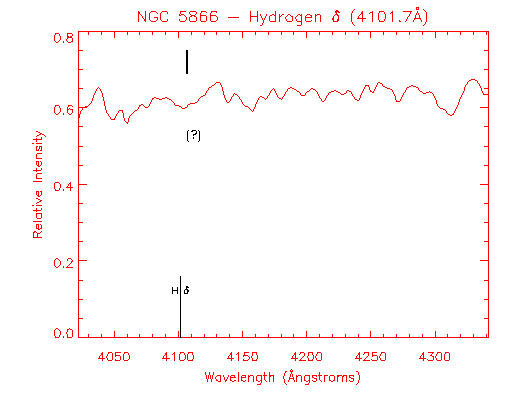 NGC 5866 – Hydrogen δ (4101.7Å)
0.8
0.6
(?)
Relative Intensity
0.4
0.2
H δ
0.0
4050 4100 4150 4200 4250 4300
Wavelength (Ångstroms)